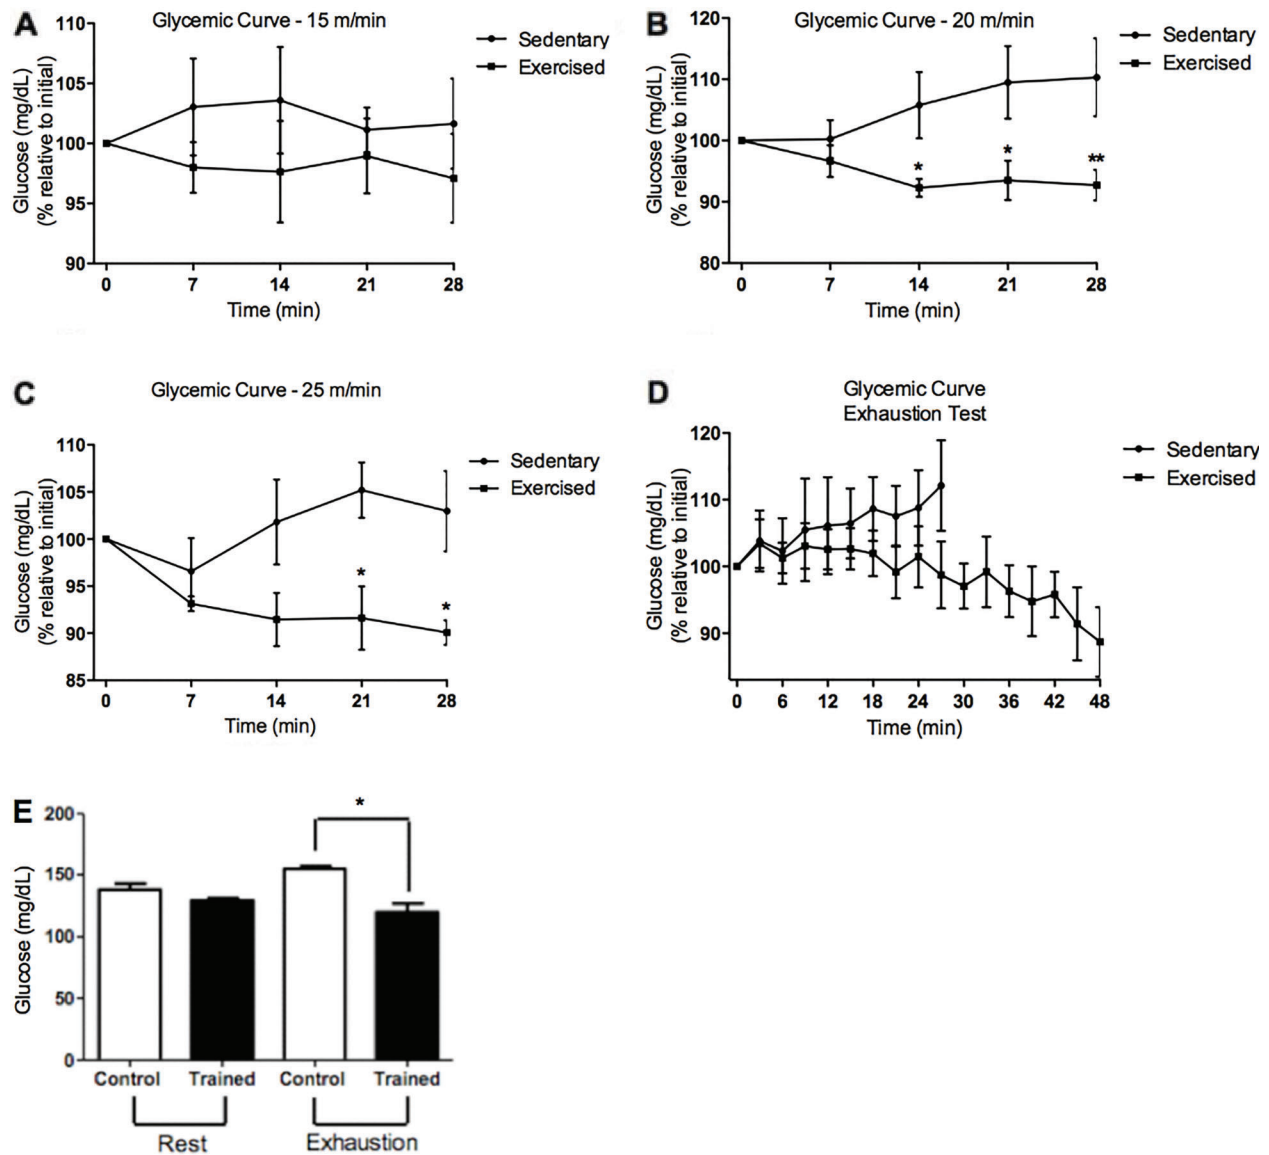 A
Glycemic Curve - 15 m/min
Sedentary
Exercised
Glucose (mg/dL)
(% relative to initial)
110
105
100
95
90
0 7 14 21 28
Time (min)
B
Glycemic Curve - 20 m/min
Sedentary
Exercised
Glucose (mg/dL)
(% relative to initial)
120
110
100
90
80
* * **
0 7 14 21 28
Time (min)
C
Glycemic Curve - 25 m/min
Sedentary
Exercised
Glucose (mg/dL)
(% relative to initial)
110
105
100
95
90
85
* *
0 7 14 21 28
Time (min)
D
Glycemic Curve
Exhaustion Test
Sedentary
Exercised
Glucose (mg/dL)
(% relative to initial)
120
110
100
90
0 6 12 18 24 30 36 42 48
Time (min)
E
Glucose (mg/dL)
200
150
100
50
0
*
Control Trained Control Trained
Rest Exhaustion